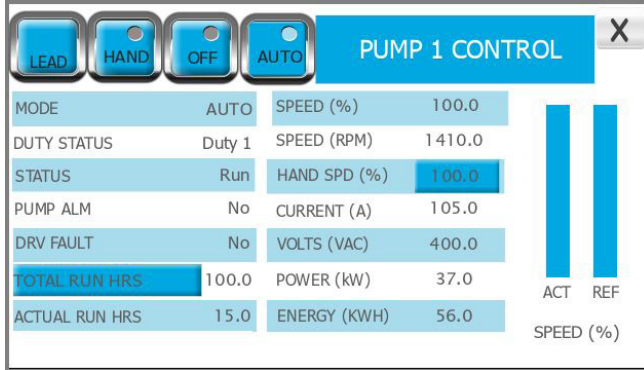 LEAD HAND OFF AUTO PUMP 1 CONTROL X
MODE AUTO SPEED (%) 100.0
DUTY STATUS Duty 1 SPEED (RPM) 1410.0
STATUS Run HAND SPD (%) 100.0
PUMP ALM No CURRENT (A) 105.0
DRV FAULT No VOLTS (VAC) 400.0
TOTAL RUN HRS 100.0 POWER (kW) 37.0
ACT REF
ACTUAL RUN HRS 15.0 ENERGY (KWH) 56.0
SPEED (%)